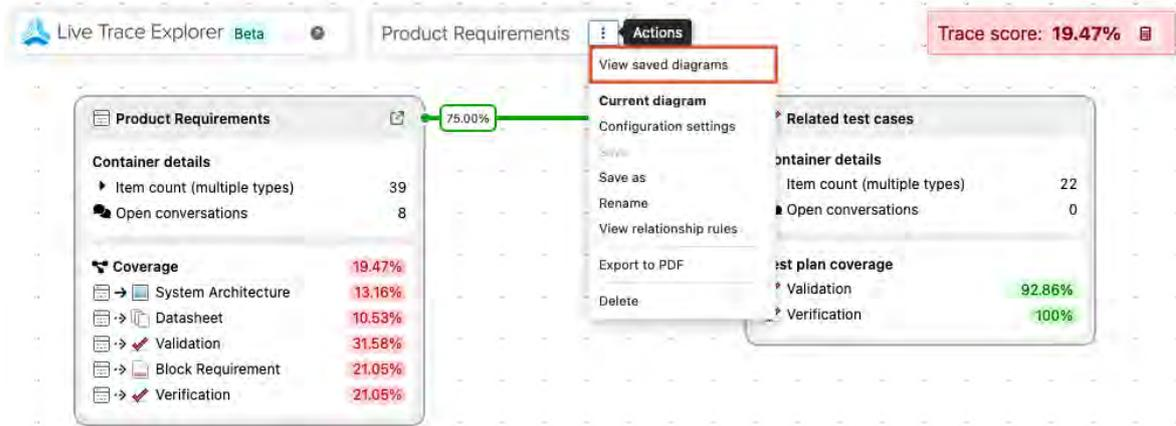 Live Trace Explorer Beta
Product Requirements
Actions
Trace score: 19.47%
View saved diagrams
Current diagram
Configuration settings
Save
Save as
Rename
View relationship rules
Export to PDF
Delete
Product Requirements
75.00%
Container details
Item count (multiple types) 39
Open conversations 8
Coverage 19.47%
System Architecture 13.16%
Datasheet 10.53%
Validation 31.58%
Block Requirement 21.05%
Verification 21.05%
Related test cases
ontainer details
Item count (multiple types) 22
Open conversations 0
est plan coverage
Validation 92.86%
Verification 100%